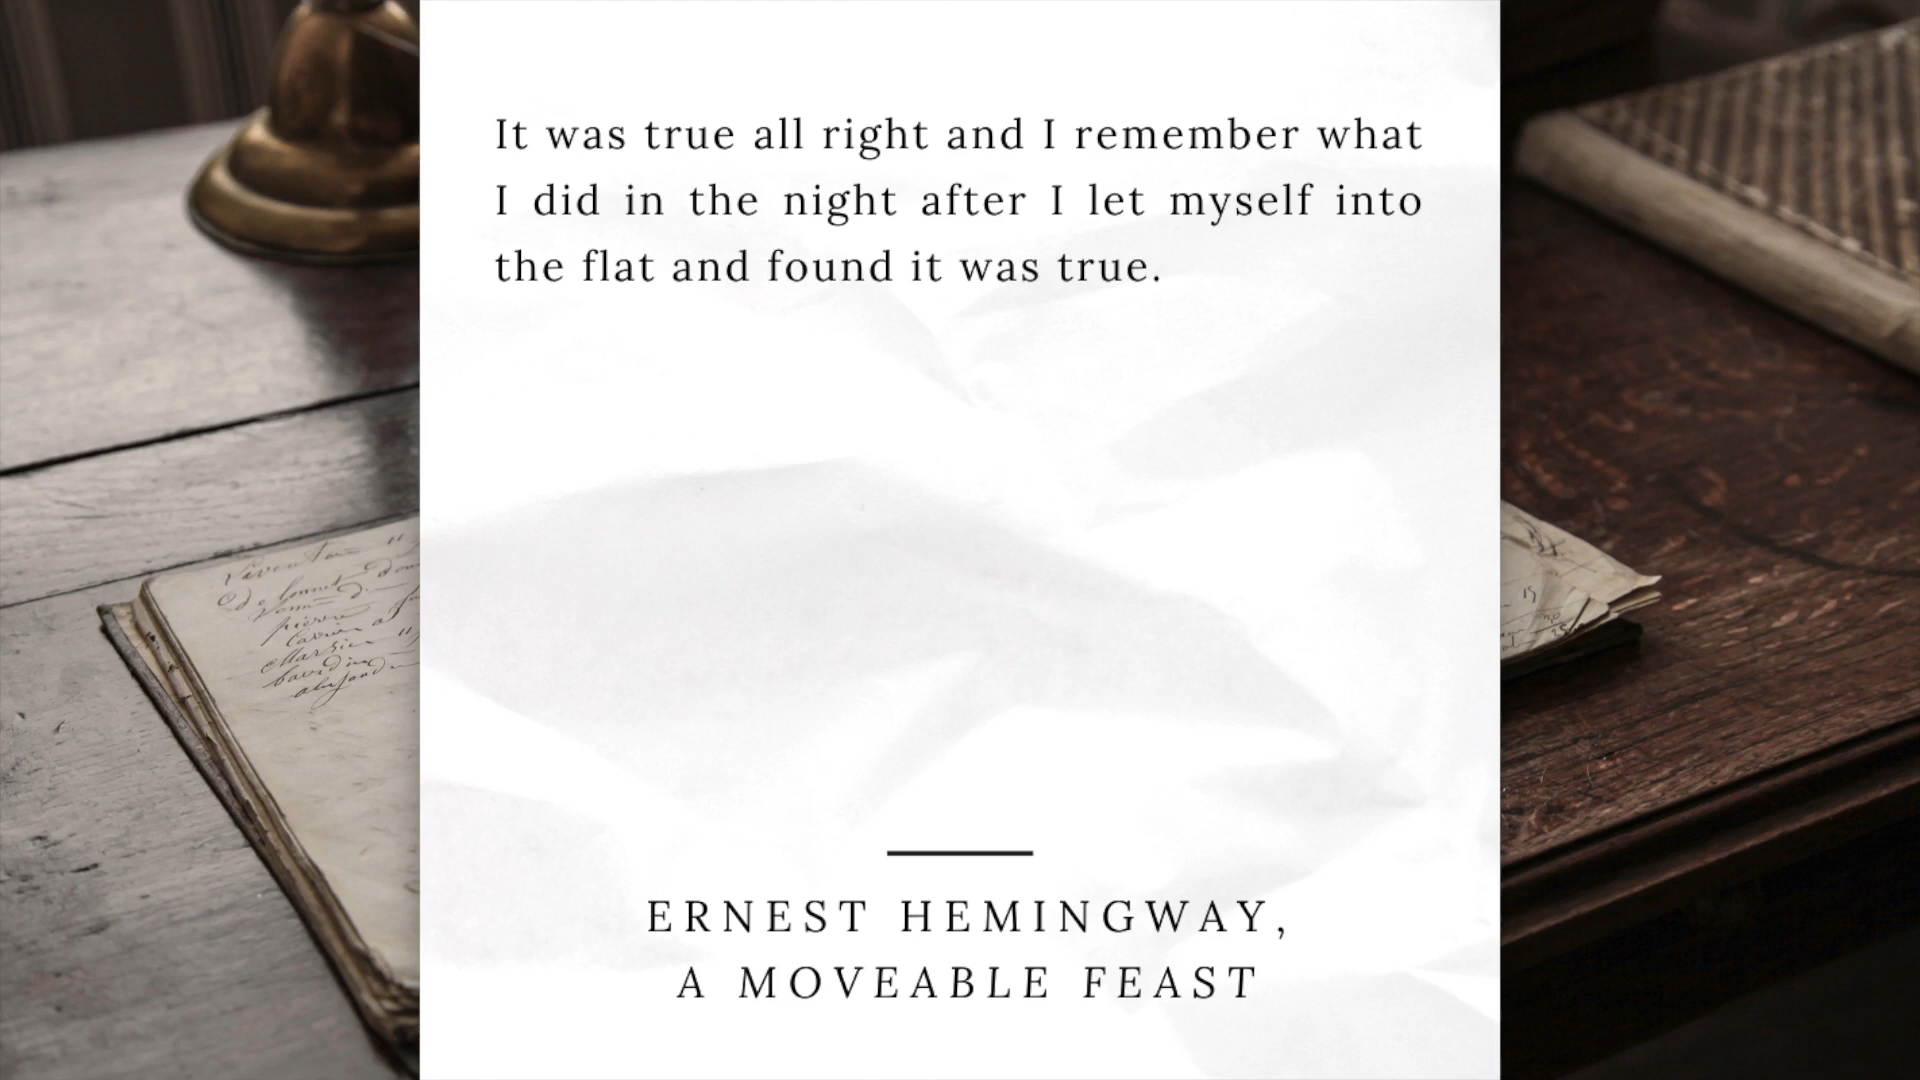 It was true all right and I remember what
I did in the night after I let myself into
the flat and found it was true.
ERNEST HEMINGWAY,
A MOVEABLE FEAST